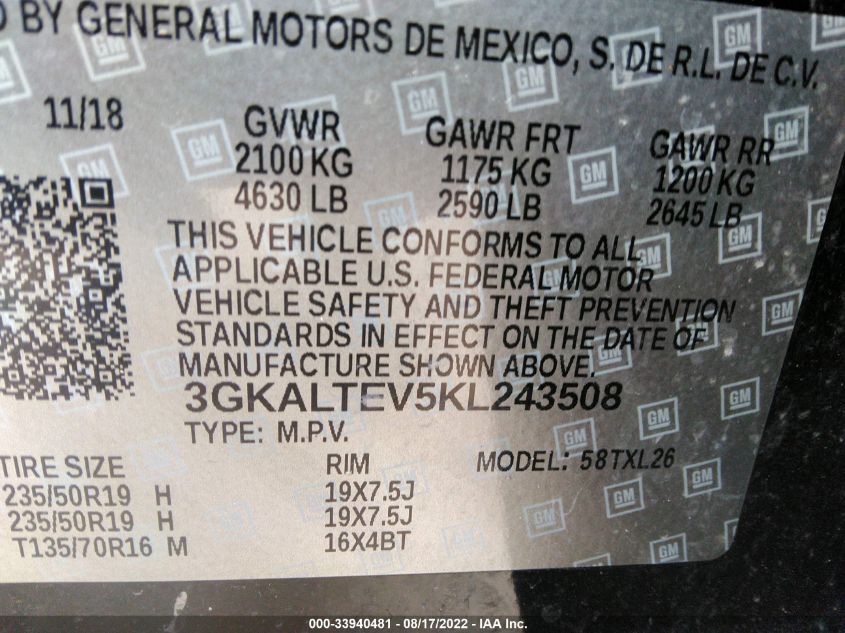 BY GENERAL MOTORS DE MEXICO, S. DE R.L. DE C.V.
11/18 GVWR GAWR FRT GAWR RR
2100 KG 1175 KG 1200 KG
4630 LB 2590 LB 2645 LB
THIS VEHICLE CONFORMS TO ALL
APPLICABLE U.S. FEDERAL MOTOR
VEHICLE SAFETY AND THEFT PREVENTION
STANDARDS IN EFFECT ON THE DATE OF
MANUFACTURE SHOWN ABOVE.
3GKALTEV5KL243508
TYPE: M.P.V. MODEL: 58TXL26
TIRE SIZE RIM
235/50R19 H 19X7.5J
235/50R19 H 19X7.5J
T135/70R16 M 16X4BT
GM
000-33940481 - 08/17/2022 - IAA Inc.